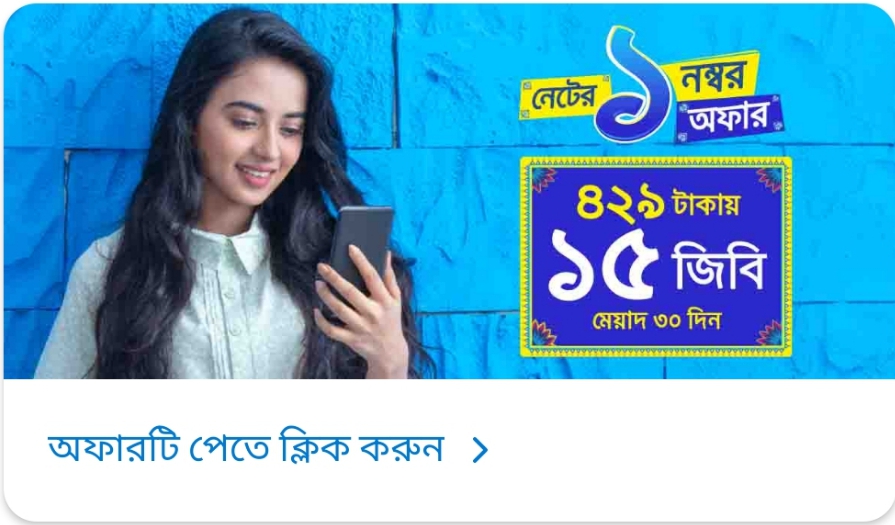 নেটের ১ নম্বর
অফার
৪২৯ টাকায়
১৫ জিবি
মেয়াদ ৩০ দিন
অফারটি পেতে ক্লিক করুন